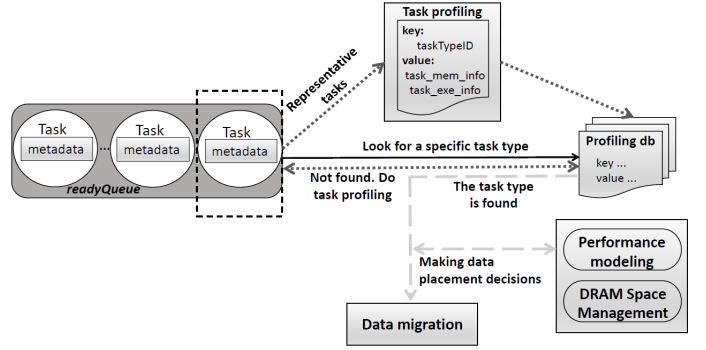 Task profiling
key:
taskTypeID
value:
task_mem_info
task_exe_info
Representative
tasks
Task
metadata
...
Task
metadata
Task
metadata
readyQueue
Look for a specific task type
Not found. Do
task profiling
The task type
is found
Profiling db
key ...
value ...
Making data
placement decisions
Performance
modeling
DRAM Space
Management
Data migration